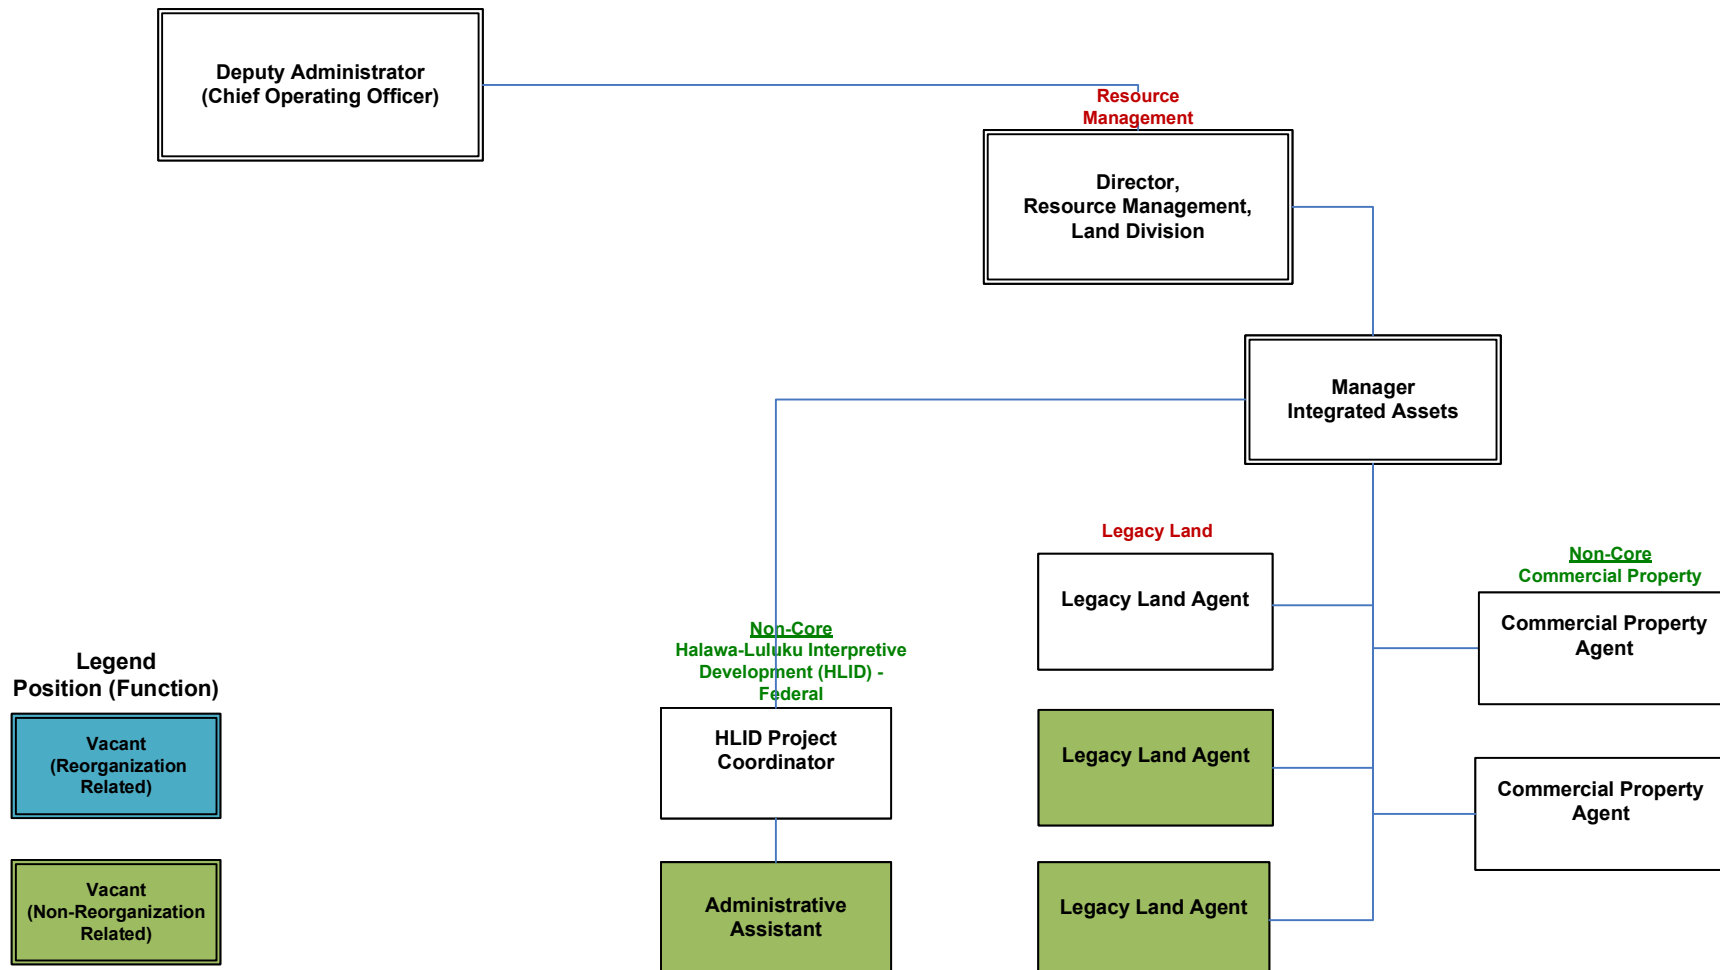 Deputy Administrator
(Chief Operating Officer)
Resource
Management
Director,
Resource Management,
Land Division
Manager
Integrated Assets
Legacy Land
Legacy Land Agent
Non-Core
Commercial Property
Commercial Property
Agent
Non-Core
Halawa-Luluku Interpretive
Development (HLID) -
Federal
HLID Project
Coordinator
Legacy Land Agent
Commercial Property
Agent
Administrative
Assistant
Legacy Land Agent
Legend
Position (Function)
Vacant
(Reorganization
Related)
Vacant
(Non-Reorganization
Related)